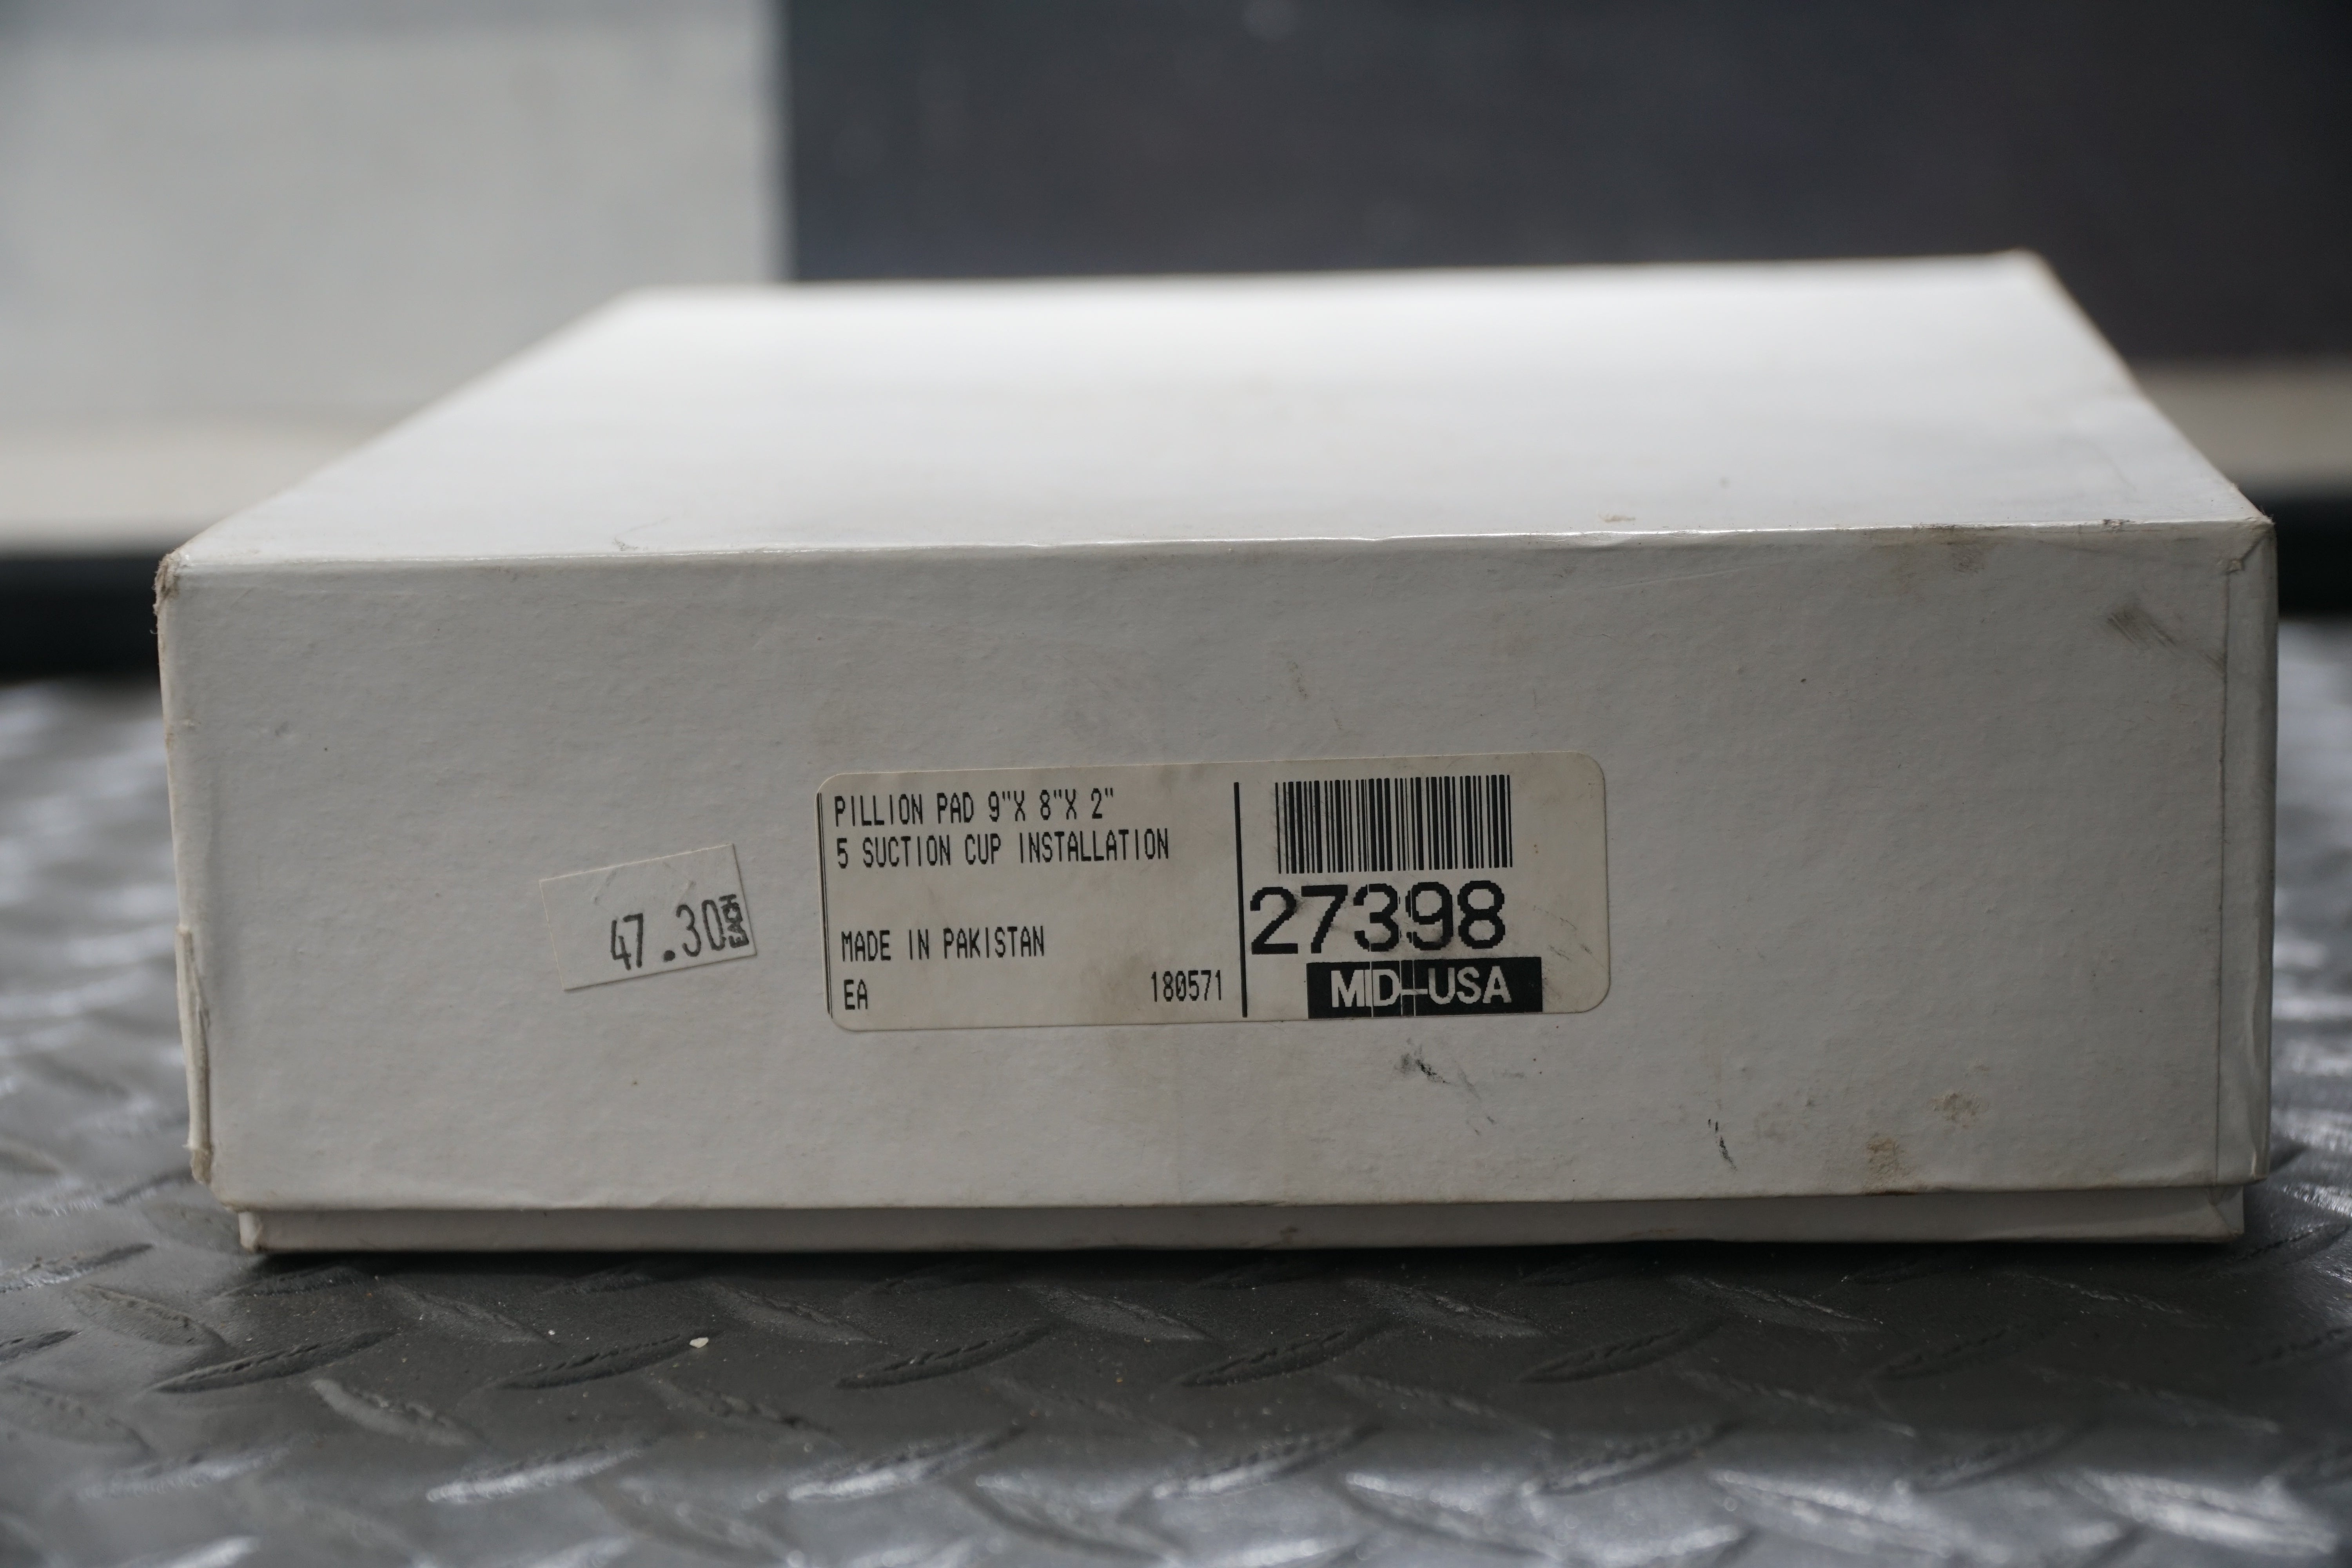 47.30 EACH
PILLION PAD 9"X 8"X 2"
5 SUCTION CUP INSTALLATION
MADE IN PAKISTAN
EA 180571
27398
MID-USA